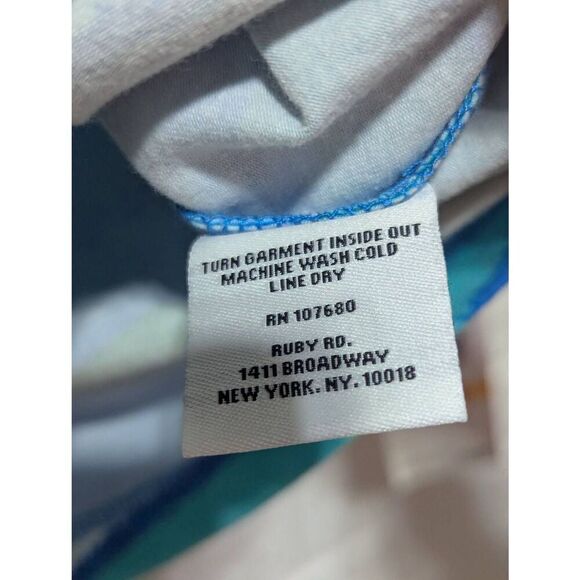 TURN GARMENT INSIDE OUT
MACHINE WASH COLD
LINE DRY
RN 107680
RUBY RD.
1411 BROADWAY
NEW YORK. NY. 10018